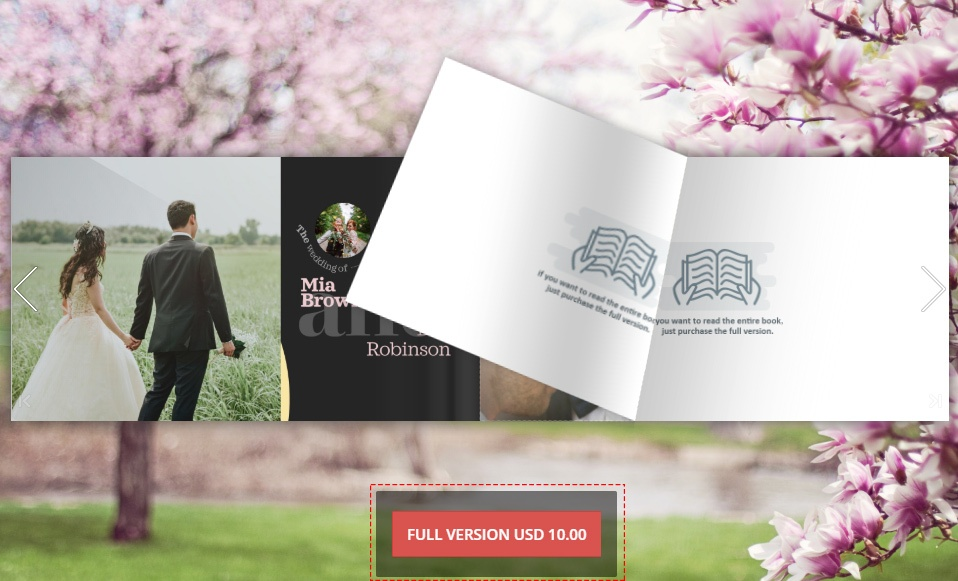 The wedding of
Mia
Brow
and
Robinson
if you want to read the entire book,
just purchase the full version.
you want to read the entire book,
just purchase the full version.
FULL VERSION USD 10.00